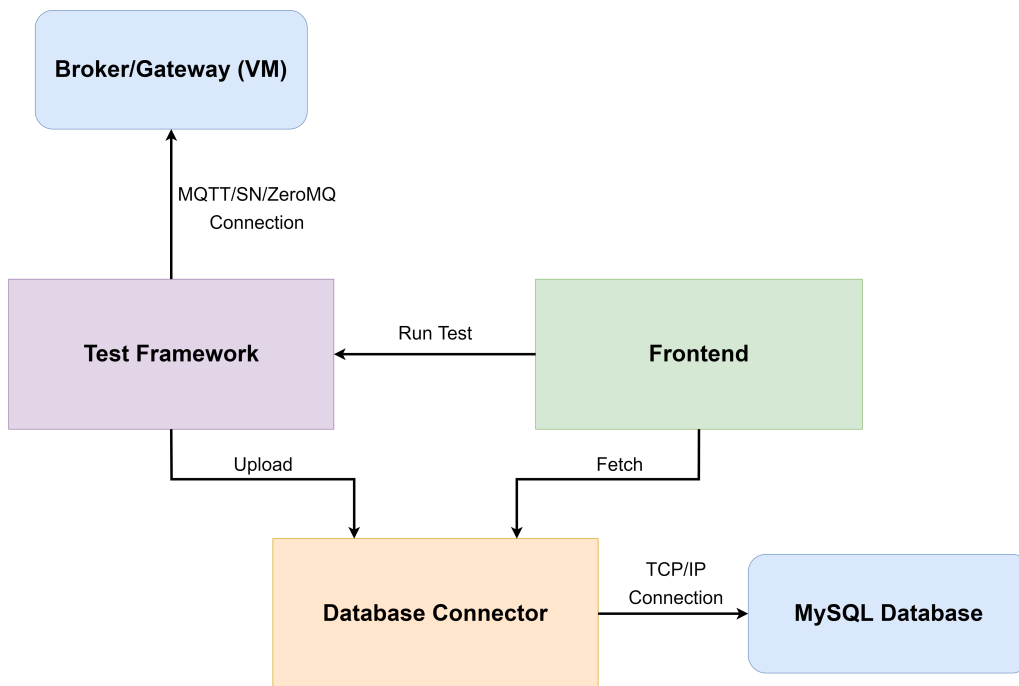 Broker/Gateway (VM)
MQTT/SN/ZeroMQ
Connection
Test Framework
Run Test
Frontend
Upload
Fetch
Database Connector
TCP/IP
Connection
MySQL Database